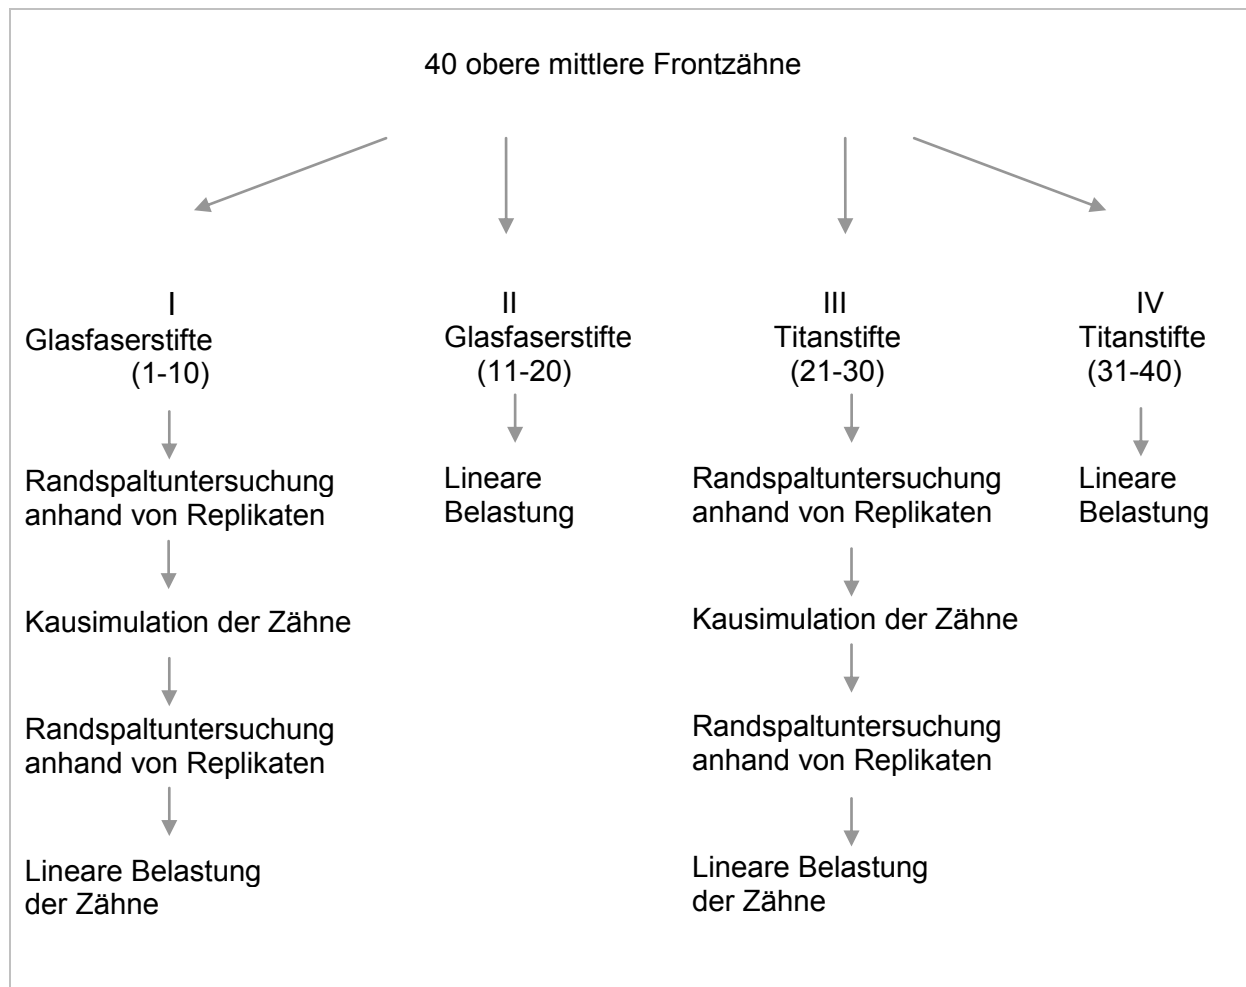 40 obere mittlere Frontzähne
I
Glasfaserstifte
(1-10)
Randspaltuntersuchung
anhand von Replikaten
Kausimulation der Zähne
Randspaltuntersuchung
anhand von Replikaten
Lineare Belastung
der Zähne
II
Glasfaserstifte
(11-20)
Lineare
Belastung
III
Titanstifte
(21-30)
Randspaltuntersuchung
anhand von Replikaten
Kausimulation der Zähne
Randspaltuntersuchung
anhand von Replikaten
Lineare Belastung
der Zähne
IV
Titanstifte
(31-40)
Lineare
Belastung